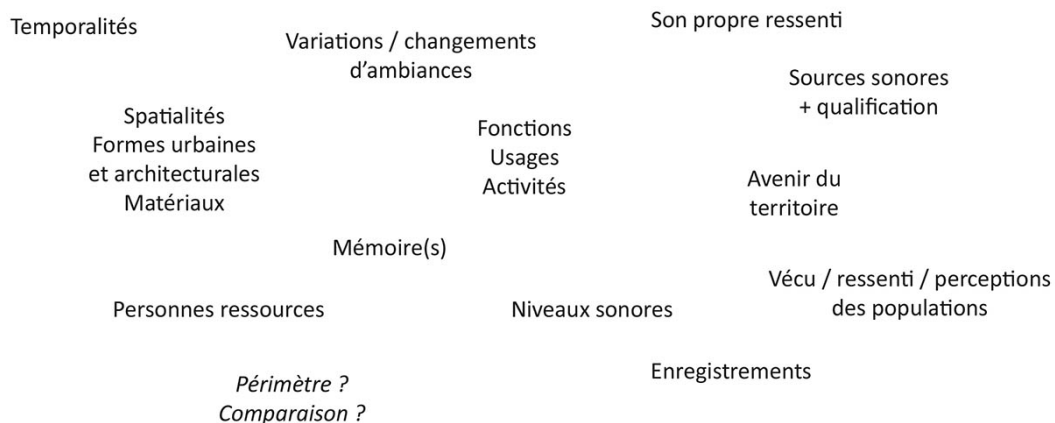 Temporalités
Variations / changements
d’ambiances
Son propre ressenti
Sources sonores
+ qualification
Spatialités
Formes urbaines
et architecturales
Matériaux
Fonctions
Usages
Activités
Avenir du
territoire
Mémoire(s)
Vécu / ressenti / perceptions
des populations
Personnes ressources
Niveaux sonores
Enregistrements
Périmètre ?
Comparaison ?